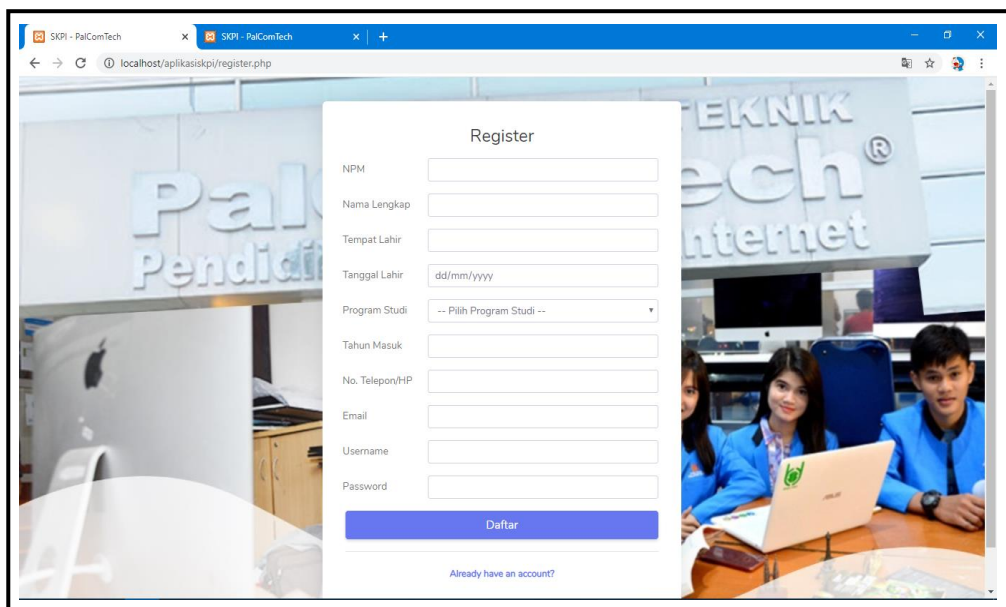 SKPI - PalComTech
SKPI - PalComTech
localhost/aplikasiskpi/register.php
TEKNIK
Pal
ech®
Pendidi
nternet
Register
NPM
Nama Lengkap
Tempat Lahir
Tanggal Lahir dd/mm/yyyy
Program Studi -- Pilih Program Studi --
Tahun Masuk
No. Telepon/HP
Email
Username
Password
Daftar
Already have an account?
ASUS